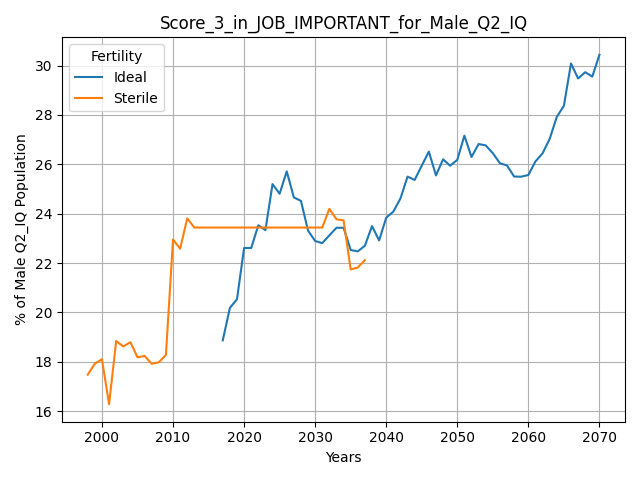 Score_3_in_JOB_IMPORTANT_for_Male_Q2_IQ
Fertility
Ideal
Sterile
% of Male Q2_IQ Population
30
28
26
24
22
20
18
16
2000 2010 2020 2030 2040 2050 2060 2070
Years